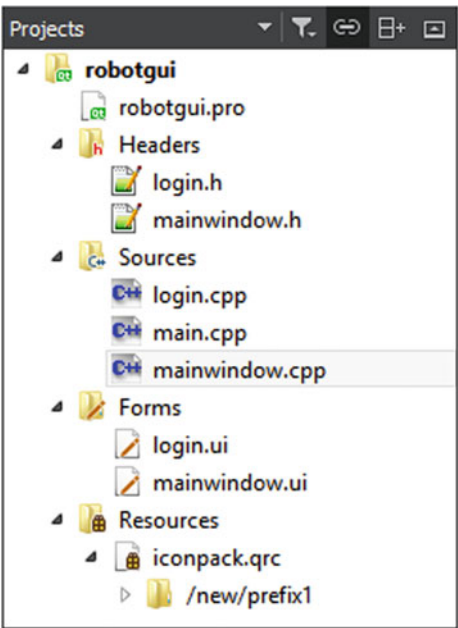 Projects
robotgui
robotgui.pro
Headers
login.h
mainwindow.h
Sources
login.cpp
main.cpp
mainwindow.cpp
Forms
login.ui
mainwindow.ui
Resources
iconpack.qrc
/new/prefix1